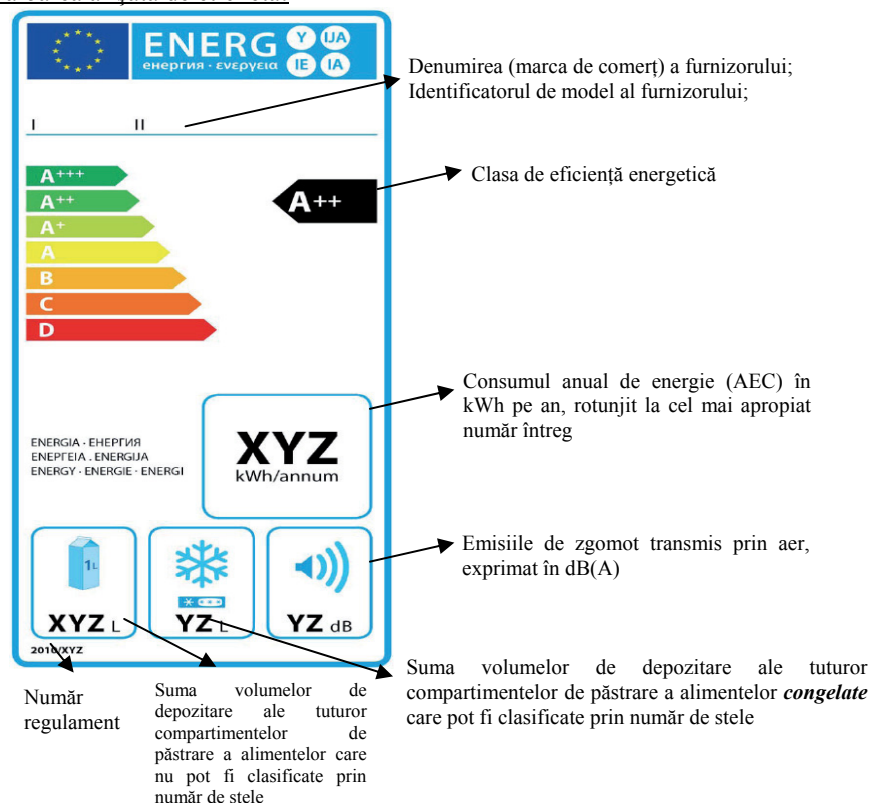 ENERG Y IJA
енергия · ενεργεια IE IA
Denumirea (marca de comerț) a furnizorului;
Identificatorul de model al furnizorului;
I II
A+++
A++
A+
A
B
C
D
A++
Clasa de eficiență energetică
Consumul anual de energie (AEC) în
kWh pe an, rotunjit la cel mai apropiat
număr întreg
ENERGIA · ЕНЕРГИЯ
ΕΝΕΡΓΕΙΑ · ENERGIJA
ENERGY · ENERGIE · ENERGI
XYZ
kWh/annum
Emisiile de zgomot transmis prin aer,
exprimat în dB(A)
1L
XYZ L
YZ L
YZ dB
2010/XYZ
Număr
regulament
Suma volumelor de
depozitare ale tuturor
compartimentelor de
păstrare a alimentelor care
nu pot fi clasificate prin
număr de stele
Suma volumelor de depozitare ale tuturor
compartimentelor de păstrare a alimentelor congelate
care pot fi clasificate prin număr de stele